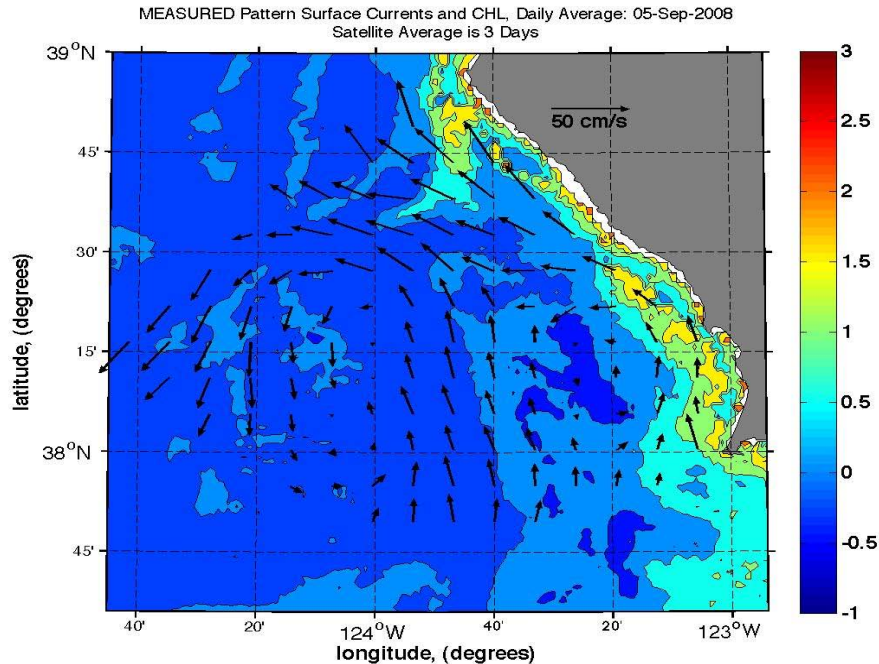 MEASURED Pattern Surface Currents and CHL, Daily Average: 05-Sep-2008
Satellite Average is 3 Days
39°N
45'
30'
15'
38°N
45'
latitude, (degrees)
50 cm/s
40'
20'
124°W
40'
20'
123°W
longitude, (degrees)
3
2.5
2
1.5
1
0.5
0
-0.5
-1